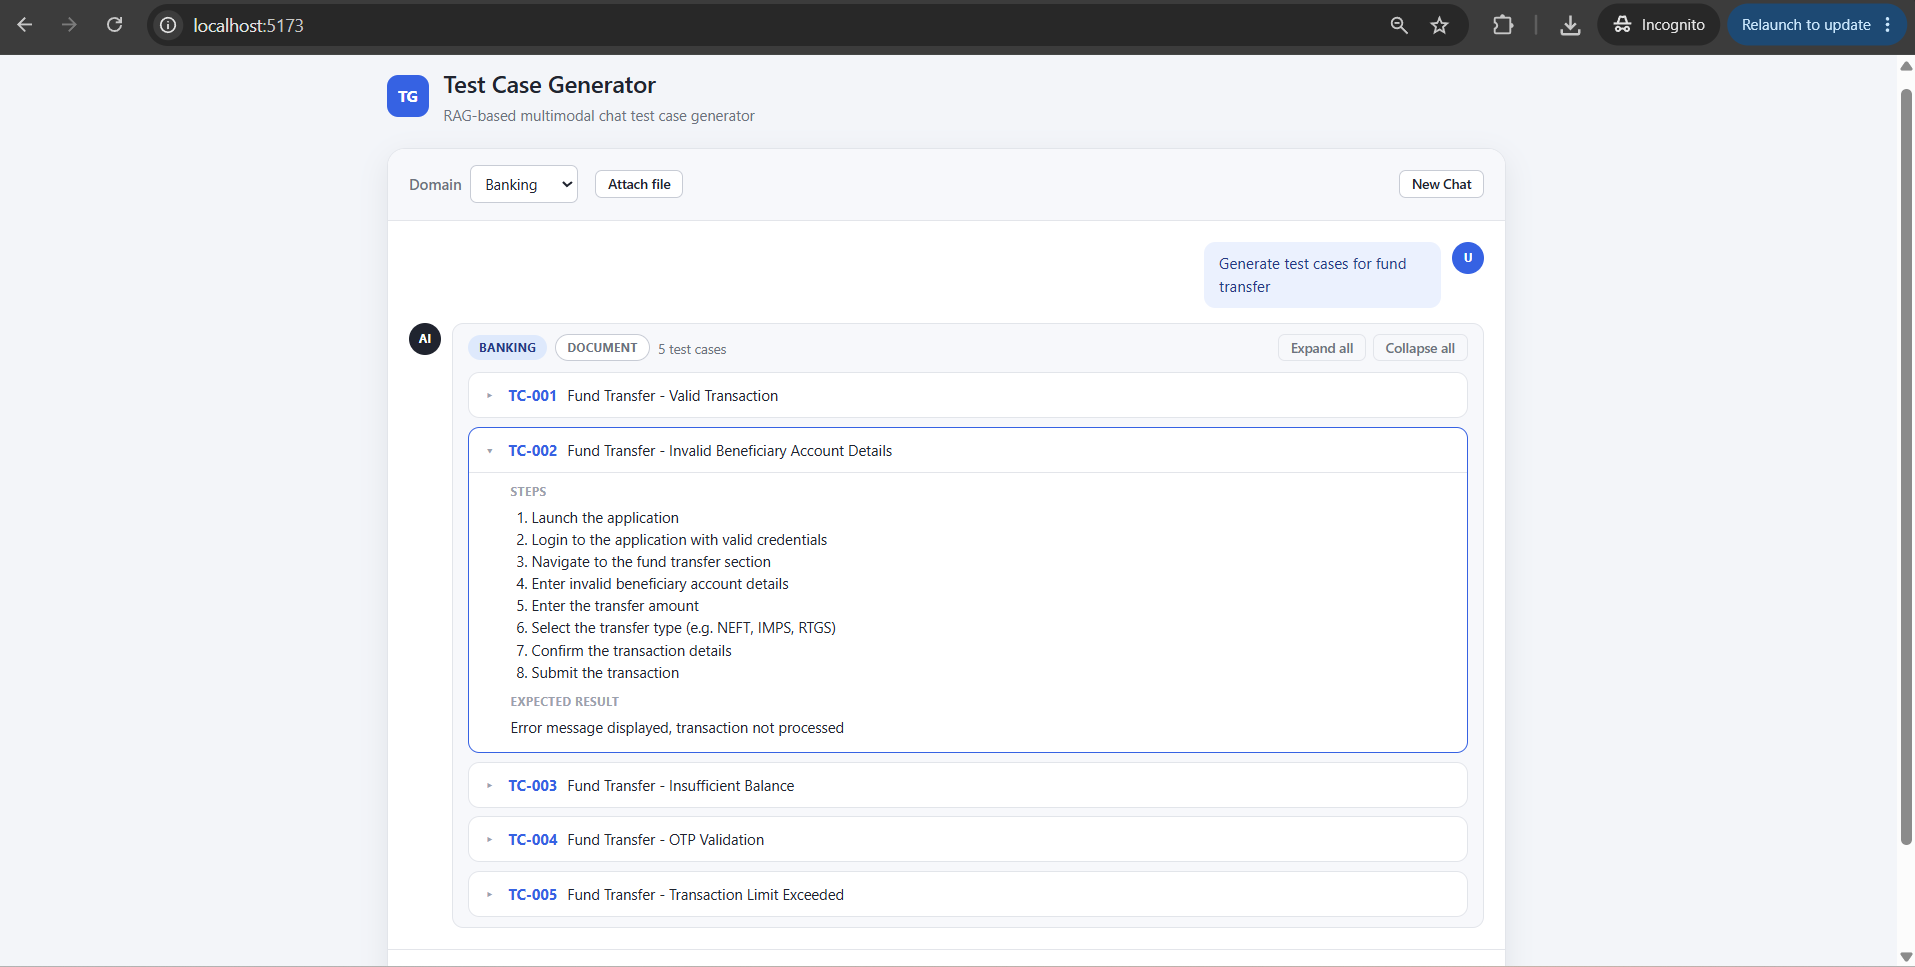 localhost:5173
Incognito
Relaunch to update
TG
Test Case Generator
RAG-based multimodal chat test case generator
Domain
Banking
Attach file
New Chat
Generate test cases for fund
transfer
U
AI
BANKING
DOCUMENT
5 test cases
Expand all
Collapse all
TC-001 Fund Transfer - Valid Transaction
TC-002 Fund Transfer - Invalid Beneficiary Account Details
STEPS
1. Launch the application
2. Login to the application with valid credentials
3. Navigate to the fund transfer section
4. Enter invalid beneficiary account details
5. Enter the transfer amount
6. Select the transfer type (e.g. NEFT, IMPS, RTGS)
7. Confirm the transaction details
8. Submit the transaction
EXPECTED RESULT
Error message displayed, transaction not processed
TC-003 Fund Transfer - Insufficient Balance
TC-004 Fund Transfer - OTP Validation
TC-005 Fund Transfer - Transaction Limit Exceeded